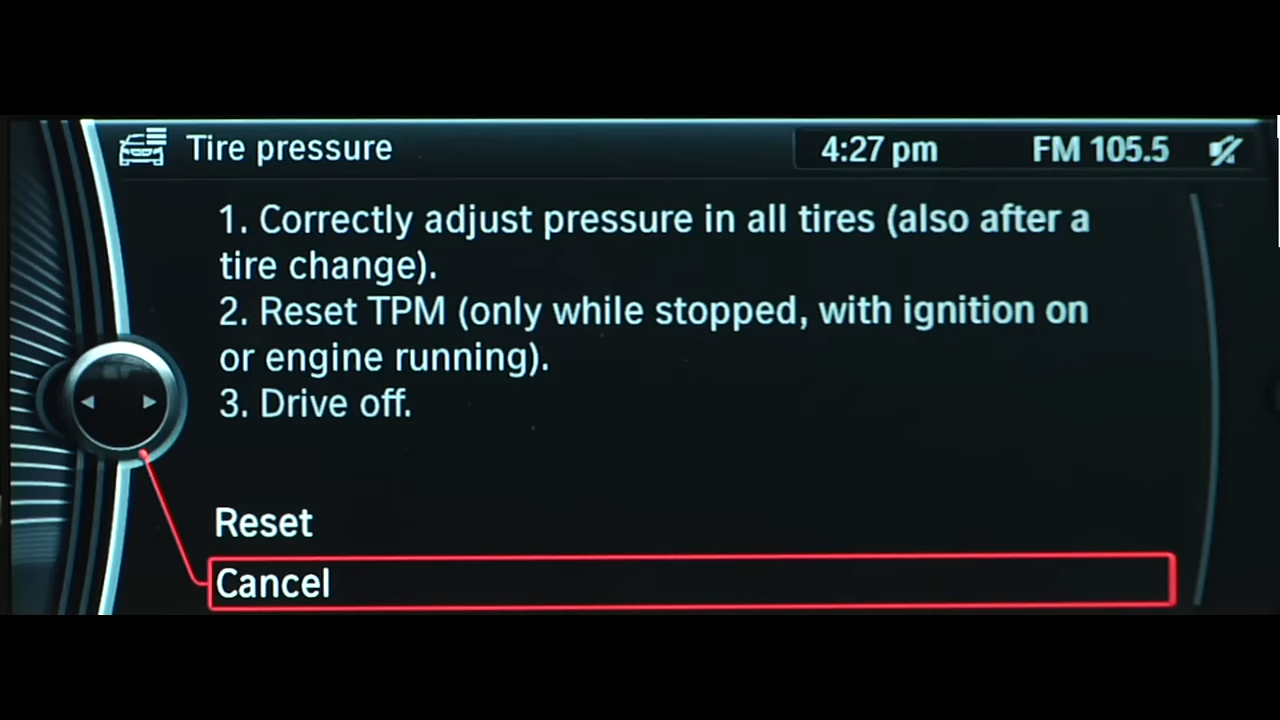 Tire pressure 4:27 pm FM 105.5
1. Correctly adjust pressure in all tires (also after a
tire change).
2. Reset TPM (only while stopped, with ignition on
or engine running).
3. Drive off.
Reset
Cancel